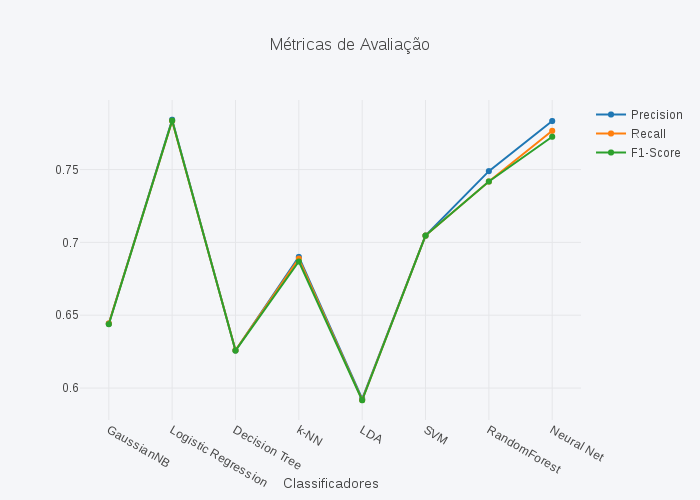 Métricas de Avaliação
Precision
Recall
F1-Score
0.75
0.7
0.65
0.6
GaussianNB
Logistic Regression
Decision Tree
k-NN
LDA
SVM
RandomForest
Neural Net
Classificadores